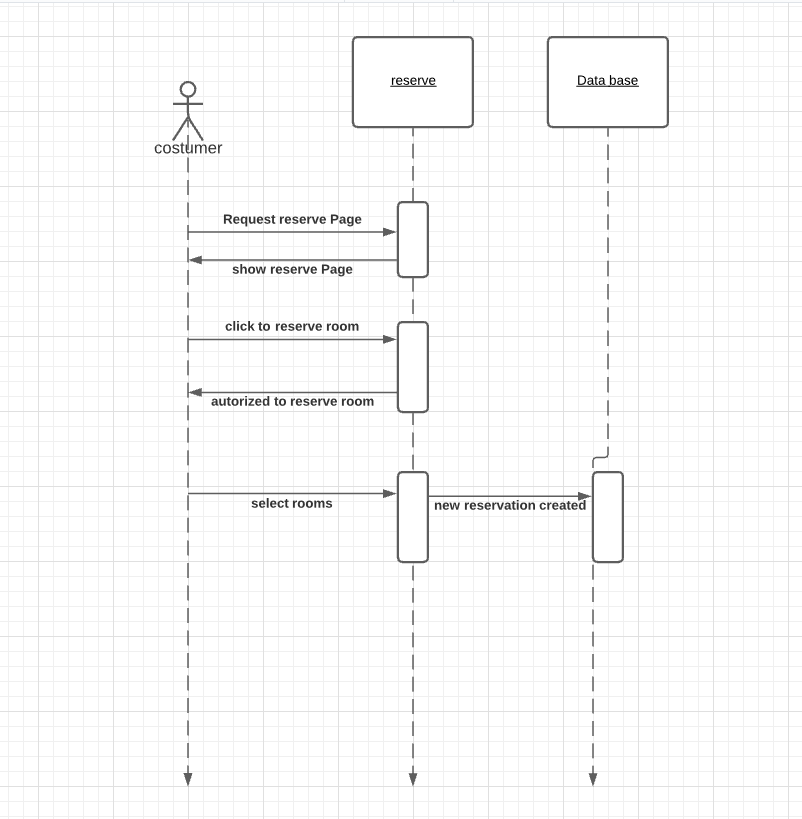 reserve
Data base
costumer
Request reserve Page
show reserve Page
click to reserve room
autorized to reserve room
select rooms
new reservation created